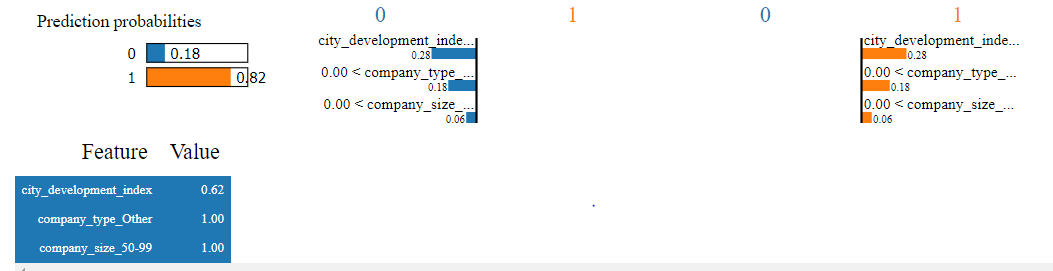 Prediction probabilities
0 0.18
1 0.82
0 1
city_development_inde...
0.28
0.00 < company_type_...
0.18
0.00 < company_size_...
0.06
0 1
city_development_inde...
0.28
0.00 < company_type_...
0.18
0.00 < company_size_...
0.06
Feature Value
city_development_index 0.62
company_type_Other 1.00
company_size_50-99 1.00